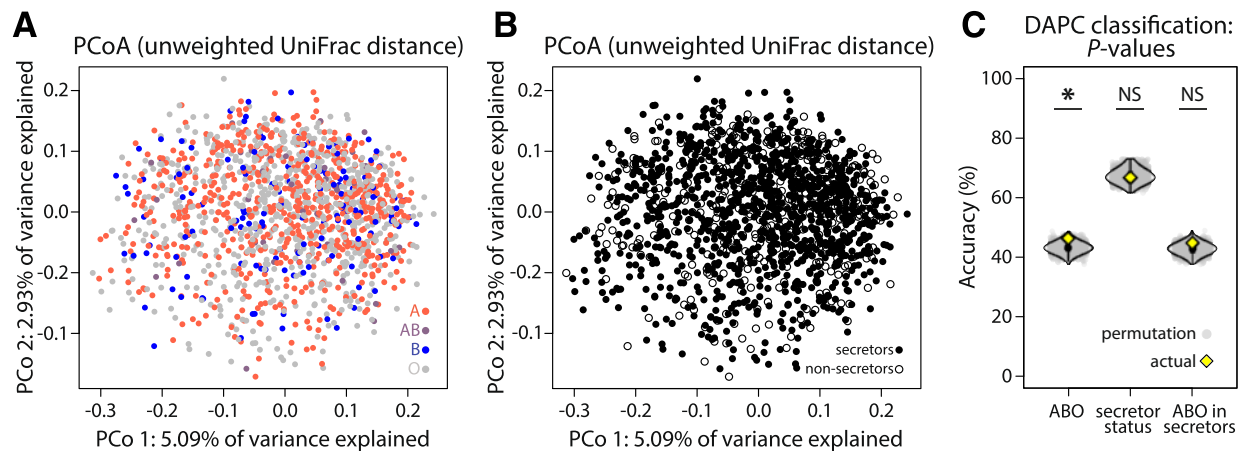 A
PCoA (unweighted UniFrac distance)
PCo 2: 2.93% of variance explained
0.2
0.1
0.0
-0.2
-0.1
-0.3
-0.2
-0.1
0.0
0.1
0.2
PCo 1: 5.09% of variance explained
A
AB
B
O
B
PCoA (unweighted UniFrac distance)
PCo 2: 2.93% of variance explained
0.2
0.1
0.0
-0.2
-0.1
-0.3
-0.2
-0.1
0.0
0.1
0.2
PCo 1: 5.09% of variance explained
secretors
non-secretors
C
DAPC classification:
P-values
Accuracy (%)
100
80
60
40
20
0
*
NS
NS
permutation
actual
ABO
secretor
status
ABO in
secretors